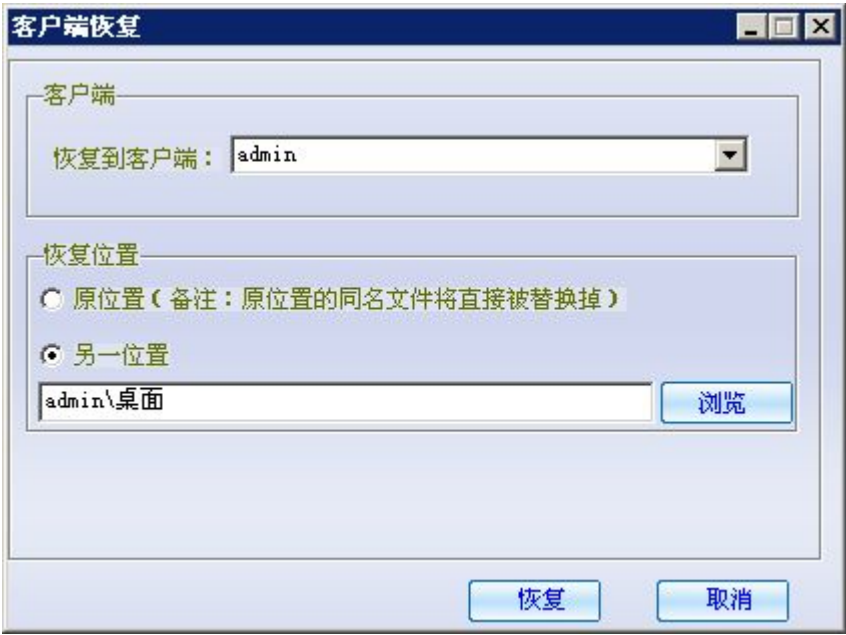 客户端恢复
客户端
恢复到客户端：
admin
恢复位置
原位置(备注：原位置的同名文件将直接被替换掉)
另一位置
admin\桌面
浏览
恢复
取消